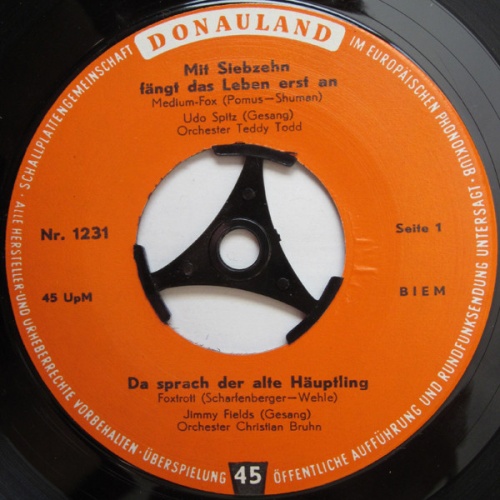 DONAULAND
SCHALLPLATTENGEMEINSCHAFT
IM EUROPÄISCHEN PHONOKLUB
Mit Siebzehn
fängt das Leben erst an
Medium-Fox (Pomus—Shuman)
Udo Spitz (Gesang)
Orchester Teddy Todd
Nr. 1231
Seite 1
45 UpM
BIEM
Da sprach der alte Häuptling
Foxtrott (Scharfenberger—Wehle)
Jimmy Fields (Gesang)
Orchester Christian Bruhn
· ALLE HERSTELLER-UND URHEBERRECHTE VORBEHALTEN · ÜBERSPIELUNG 45 ÖFFENTLICHE AUFFÜHRUNG UND RUNDFUNKSENDUNG UNTERSAGT ·